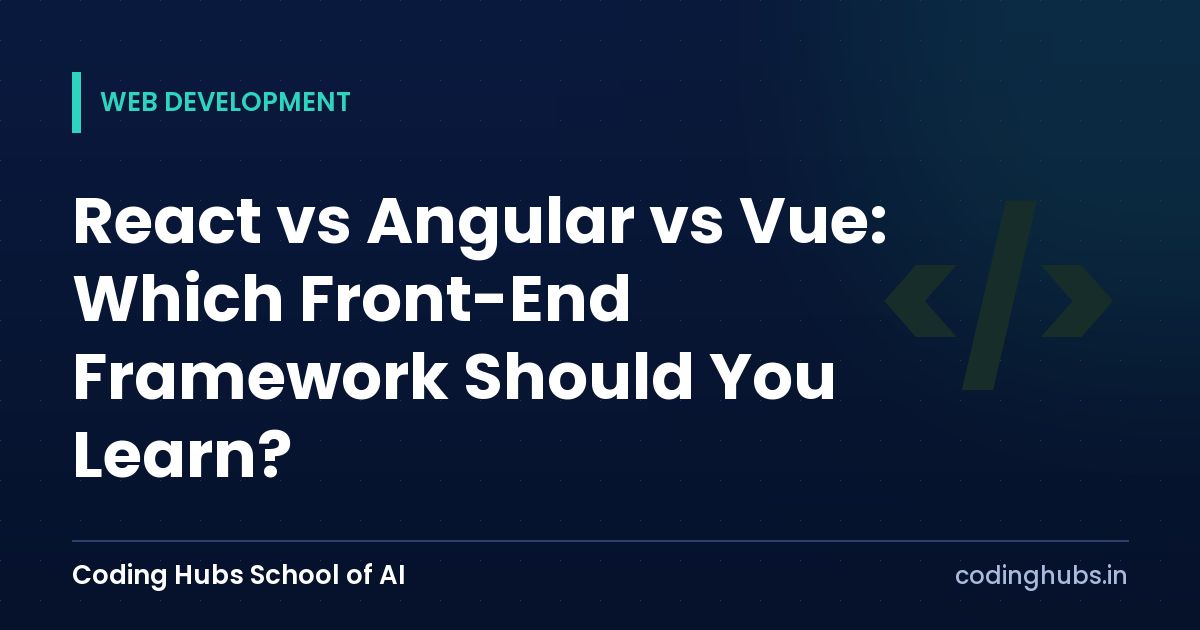 WEB DEVELOPMENT
React vs Angular vs Vue:
Which Front-End
Framework Should You
Learn?
</>
Coding Hubs School of AI
codinghubs.in